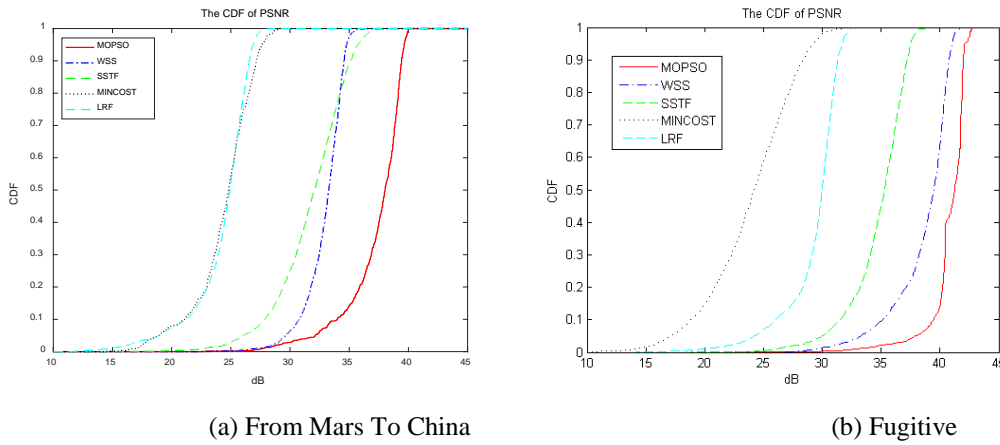 The CDF of PSNR
1
0.9
0.8
0.7
0.6
0.5
0.4
0.3
0.2
0.1
0
CDF
MOPSO
WSS
SSTF
MINCOST
LRF
10 15 20 25 30 35 40 45
dB
(a) From Mars To China
The CDF of PSNR
1
0.9
0.8
0.7
0.6
0.5
0.4
0.3
0.2
0.1
0
CDF
MOPSO
WSS
SSTF
MINCOST
LRF
10 15 20 25 30 35 40 45
dB
(b) Fugitive